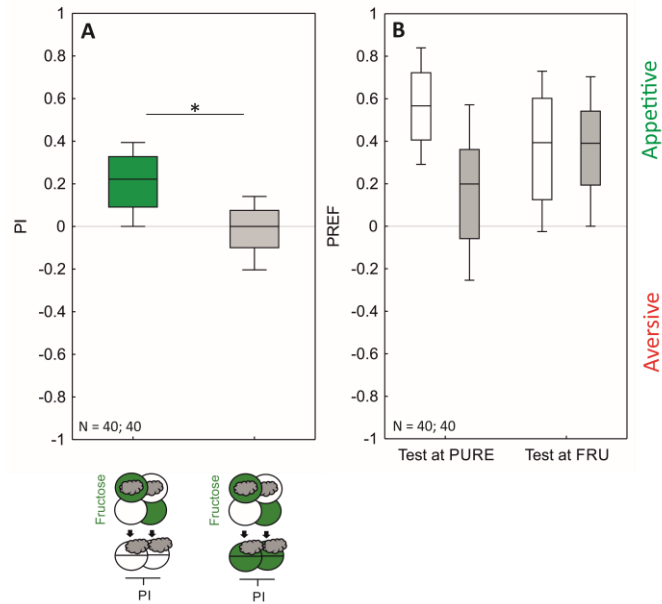 A
1
0.8
0.6
0.4
0.2
0
-0.2
-0.4
-0.6
-0.8
-1
PI
*
N = 40; 40
B
1
0.8
0.6
0.4
0.2
0
-0.2
-0.4
-0.6
-0.8
-1
PREF
N = 40; 40
Test at PURE Test at FRU
Appetitive
Aversive
Fructose
PI
Fructose
PI